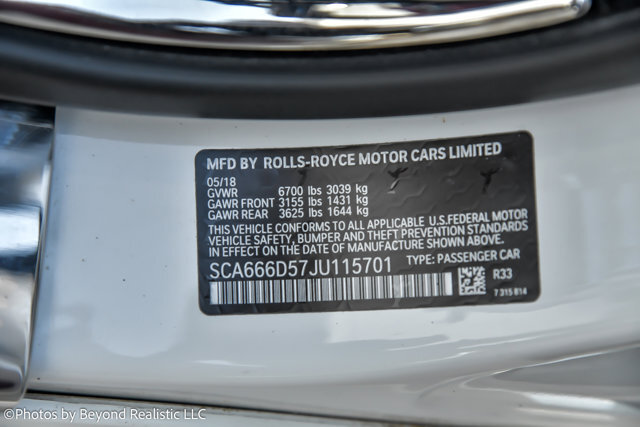 MFD BY ROLLS-ROYCE MOTOR CARS LIMITED
05/18
GVWR 6700 lbs 3039 kg
GAWR FRONT 3155 lbs 1431 kg
GAWR REAR 3625 lbs 1644 kg
THIS VEHICLE CONFORMS TO ALL APPLICABLE U.S.FEDERAL MOTOR
VEHICLE SAFETY, BUMPER AND THEFT PREVENTION STANDARDS
IN EFFECT ON THE DATE OF MANUFACTURE SHOWN ABOVE.
SCA666D57JU115701 TYPE: PASSENGER CAR
R33
7 315 814
©Photos by Beyond Realistic LLC